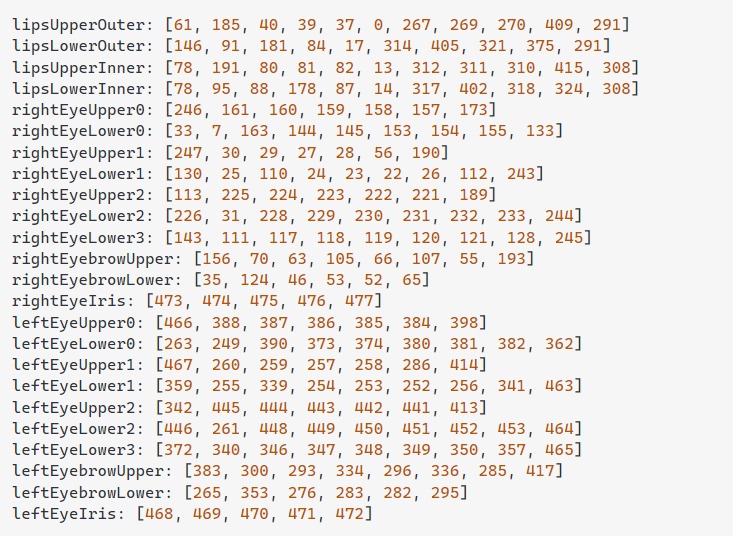 lipsUpperOuter: [61, 185, 40, 39, 37, 0, 267, 269, 270, 409, 291]
lipsLowerOuter: [146, 91, 181, 84, 17, 314, 405, 321, 375, 291]
lipsUpperInner: [78, 191, 80, 81, 82, 13, 312, 311, 310, 415, 308]
lipsLowerInner: [78, 95, 88, 178, 87, 14, 317, 402, 318, 324, 308]
rightEyeUpper0: [246, 161, 160, 159, 158, 157, 173]
rightEyeLower0: [33, 7, 163, 144, 145, 153, 154, 155, 133]
rightEyeUpper1: [247, 30, 29, 27, 28, 56, 190]
rightEyeLower1: [130, 25, 110, 24, 23, 22, 26, 112, 243]
rightEyeUpper2: [113, 225, 224, 223, 222, 221, 189]
rightEyeLower2: [226, 31, 228, 229, 230, 231, 232, 233, 244]
rightEyeLower3: [143, 111, 117, 118, 119, 120, 121, 128, 245]
rightEyebrowUpper: [156, 70, 63, 105, 66, 107, 55, 193]
rightEyebrowLower: [35, 124, 46, 53, 52, 65]
rightEyeIris: [473, 474, 475, 476, 477]
leftEyeUpper0: [466, 388, 387, 386, 385, 384, 398]
leftEyeLower0: [263, 249, 390, 373, 374, 380, 381, 382, 362]
leftEyeUpper1: [467, 260, 259, 257, 258, 286, 414]
leftEyeLower1: [359, 255, 339, 254, 253, 252, 256, 341, 463]
leftEyeUpper2: [342, 445, 444, 443, 442, 441, 413]
leftEyeLower2: [446, 261, 448, 449, 450, 451, 452, 453, 464]
leftEyeLower3: [372, 340, 346, 347, 348, 349, 350, 357, 465]
leftEyebrowUpper: [383, 300, 293, 334, 296, 336, 285, 417]
leftEyebrowLower: [265, 353, 276, 283, 282, 295]
leftEyeIris: [468, 469, 470, 471, 472]